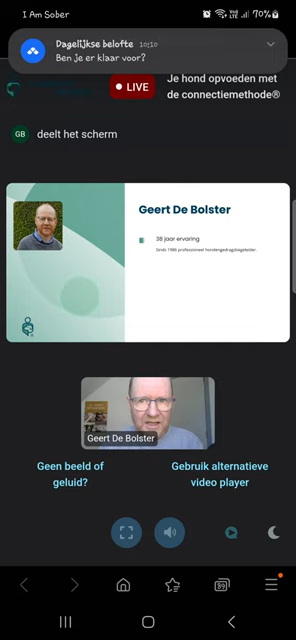 I Am Sober
70%
Dagelijkse belofte 10:10
Ben je er klaar voor?
LIVE
Je hond opvoeden met
de connectiemethode®
GB deelt het scherm
Geert De Bolster
38 jaar ervaring
Sinds 1986 professioneel hondengedragsbegeleider.
Geert De Bolster
Geen beeld of
geluid?
Gebruik alternatieve
video player
89